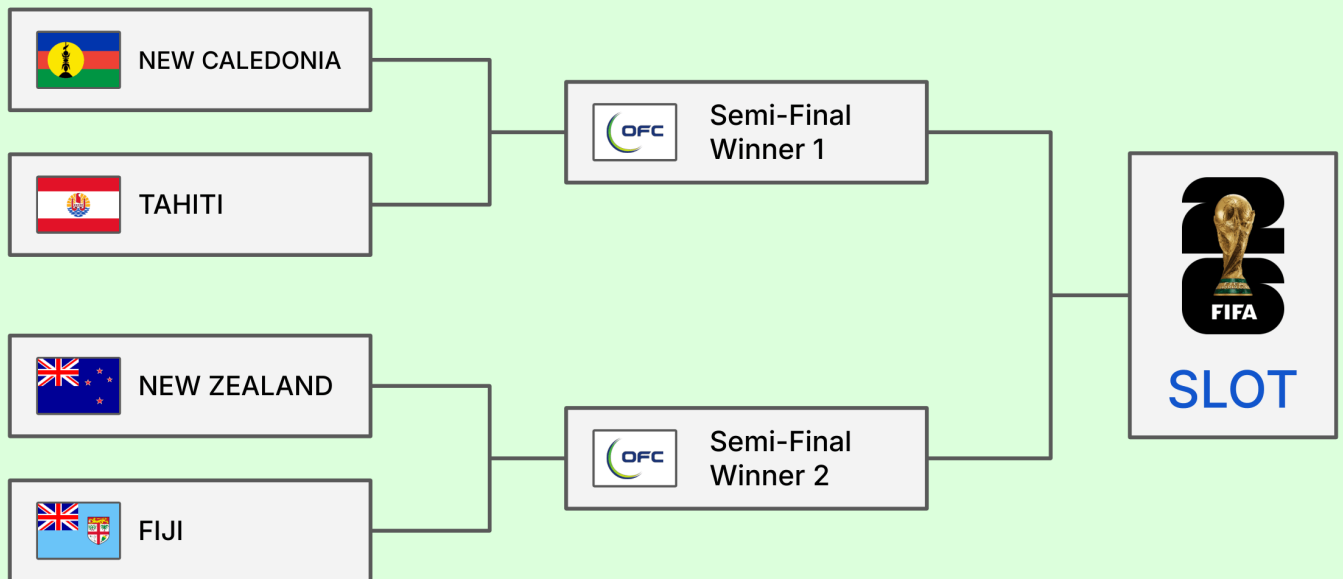 NEW CALEDONIA
TAHITI
NEW ZEALAND
FIJI
OFC
Semi-Final
Winner 1
OFC
Semi-Final
Winner 2
26
FIFA
SLOT